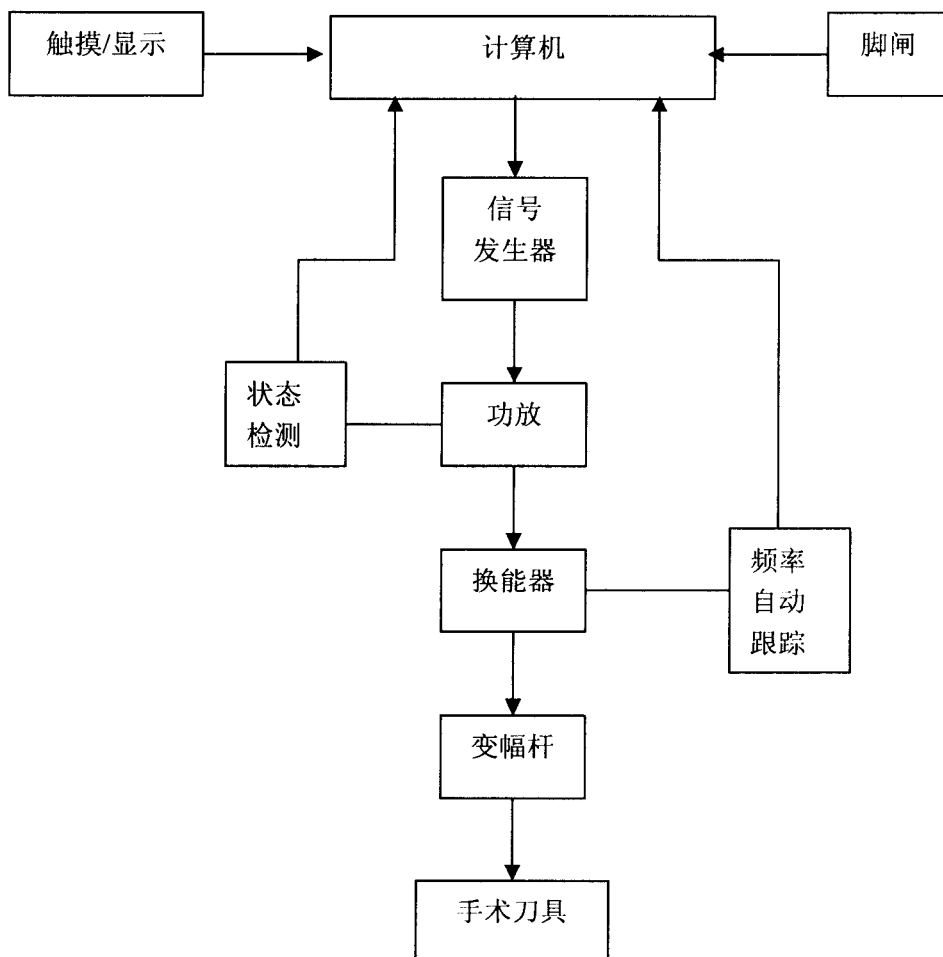 触摸/显示
计算机
脚闸
信号
发生器
状态
检测
功放
换能器
频率
自动
跟踪
变幅杆
手术刀具